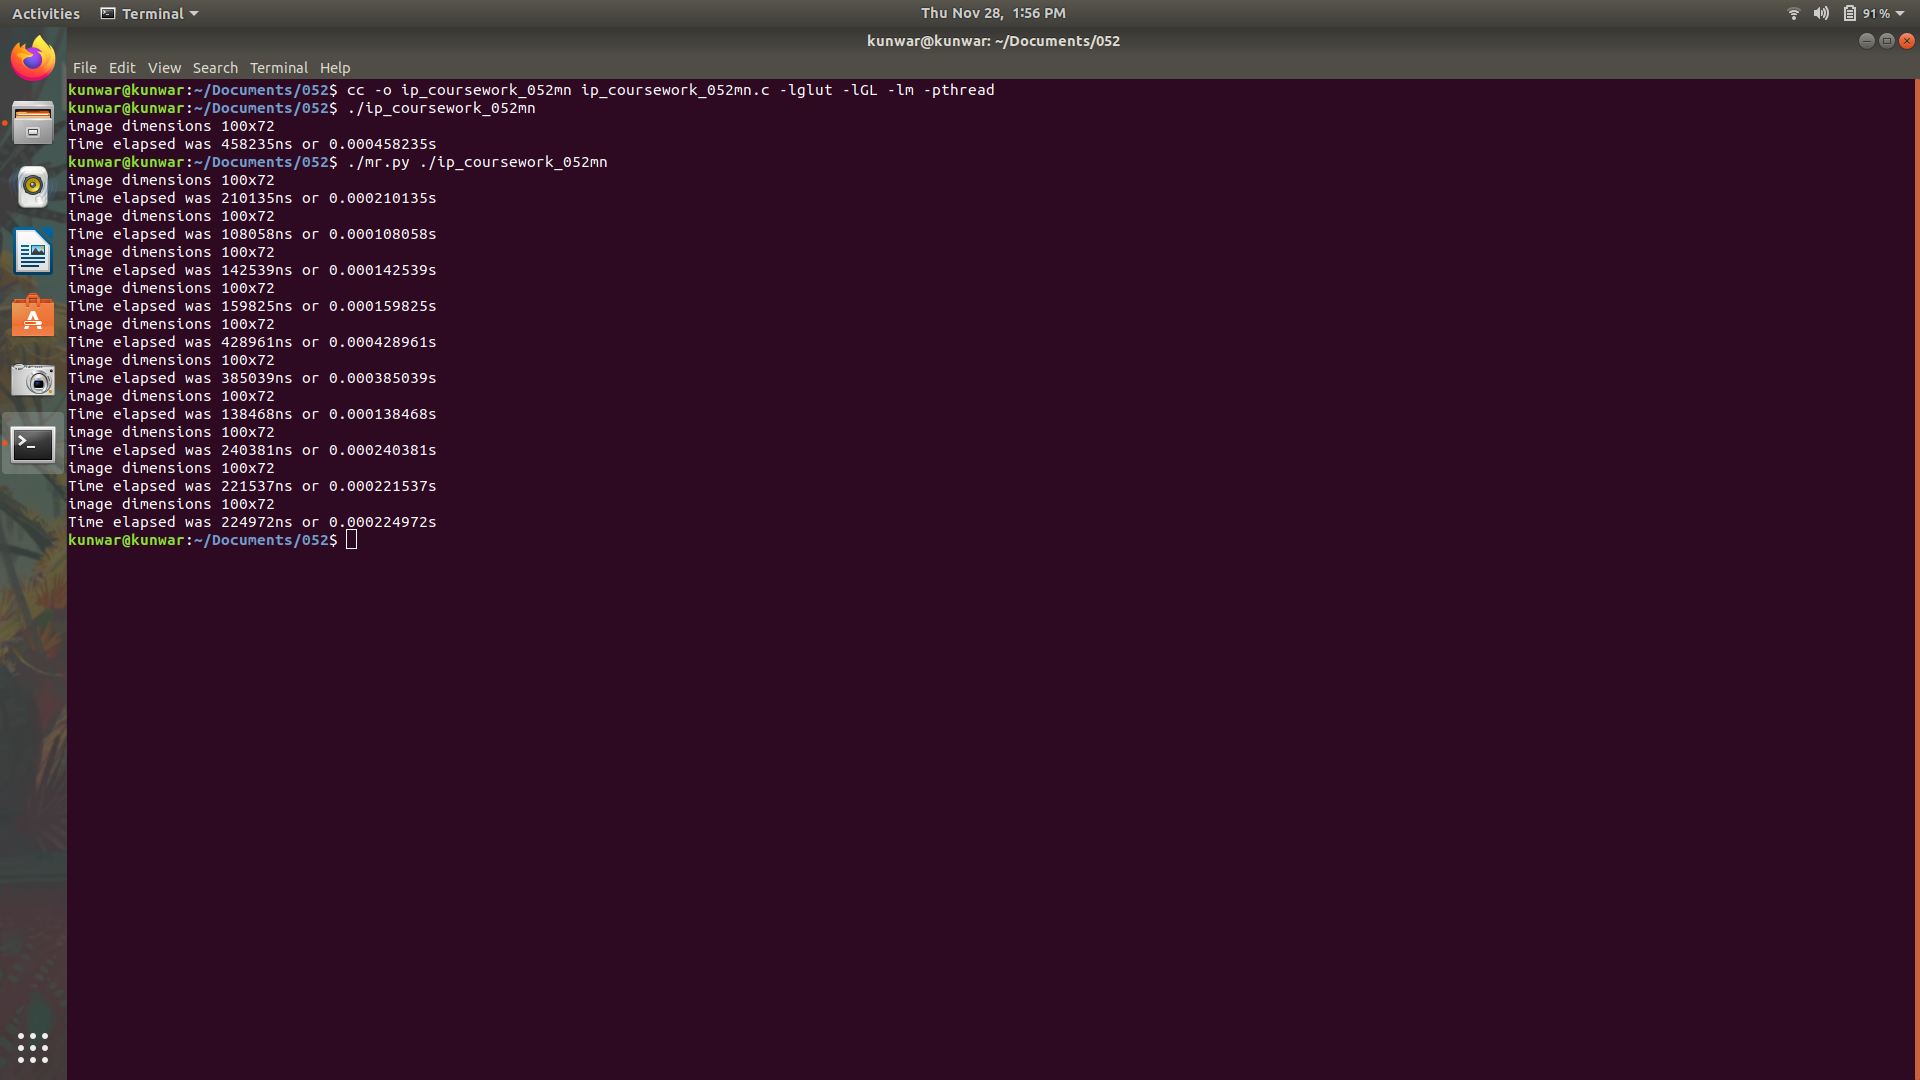 Activities Terminal Thu Nov 28, 1:56 PM 91%
kunwar@kunwar: ~/Documents/052
File Edit View Search Terminal Help
kunwar@kunwar:~/Documents/052$ cc -o ip_coursework_052mn ip_coursework_052mn.c -lglut -lGL -lm -pthread
kunwar@kunwar:~/Documents/052$ ./ip_coursework_052mn
image dimensions 100x72
Time elapsed was 458235ns or 0.000458235s
kunwar@kunwar:~/Documents/052$ ./mr.py ./ip_coursework_052mn
image dimensions 100x72
Time elapsed was 210135ns or 0.000210135s
image dimensions 100x72
Time elapsed was 108058ns or 0.000108058s
image dimensions 100x72
Time elapsed was 142539ns or 0.000142539s
image dimensions 100x72
Time elapsed was 159825ns or 0.000159825s
image dimensions 100x72
Time elapsed was 428961ns or 0.000428961s
image dimensions 100x72
Time elapsed was 385039ns or 0.000385039s
image dimensions 100x72
Time elapsed was 138468ns or 0.000138468s
image dimensions 100x72
Time elapsed was 240381ns or 0.000240381s
image dimensions 100x72
Time elapsed was 221537ns or 0.000221537s
image dimensions 100x72
Time elapsed was 224972ns or 0.000224972s
kunwar@kunwar:~/Documents/052$